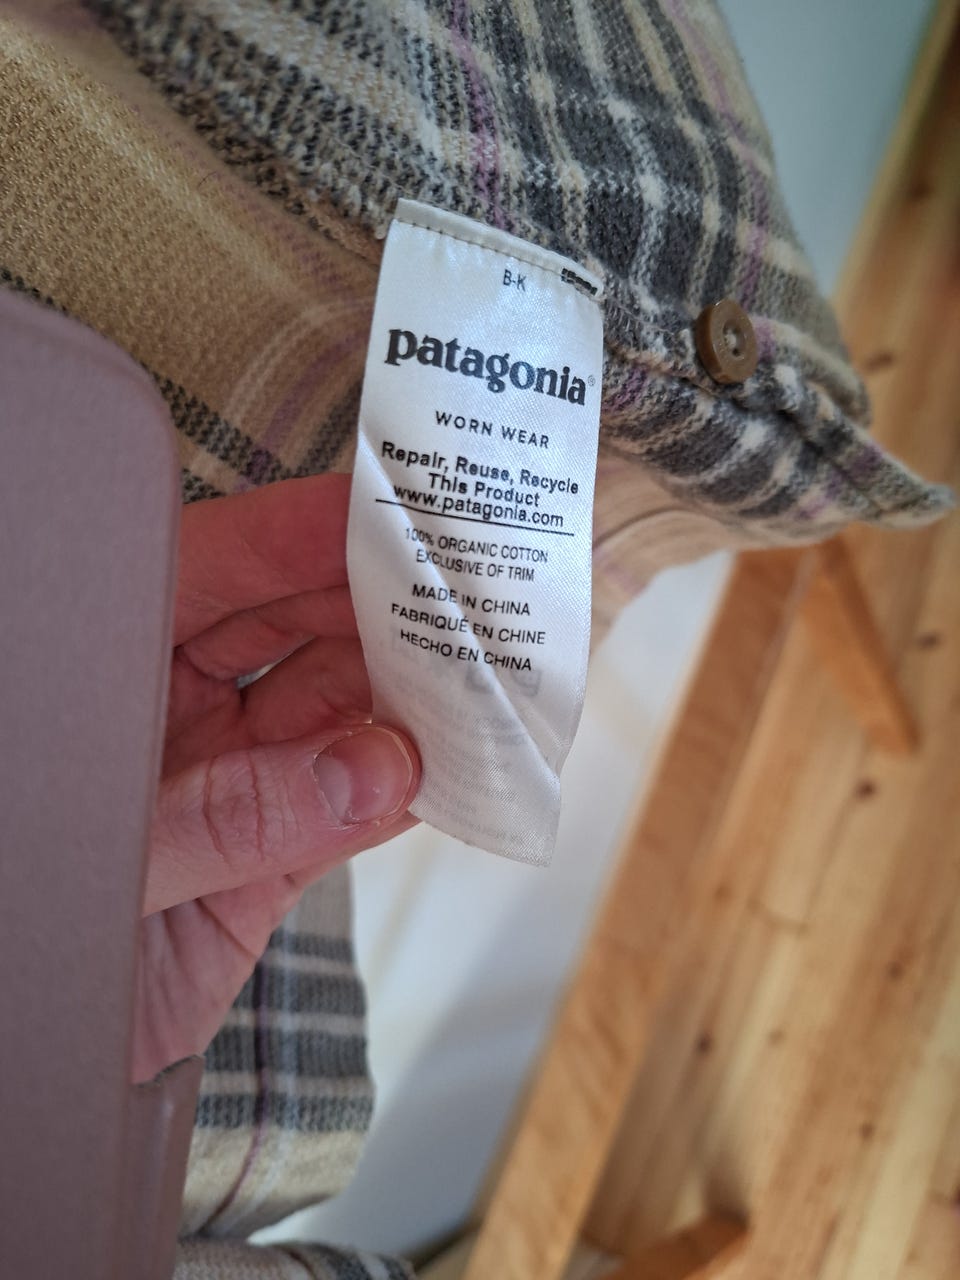 B-K
patagonia®
WORN WEAR
Repair, Reuse, Recycle
This Product
www.patagonia.com
100% ORGANIC COTTON
EXCLUSIVE OF TRIM
MADE IN CHINA
FABRIQUÉ EN CHINE
HECHO EN CHINA